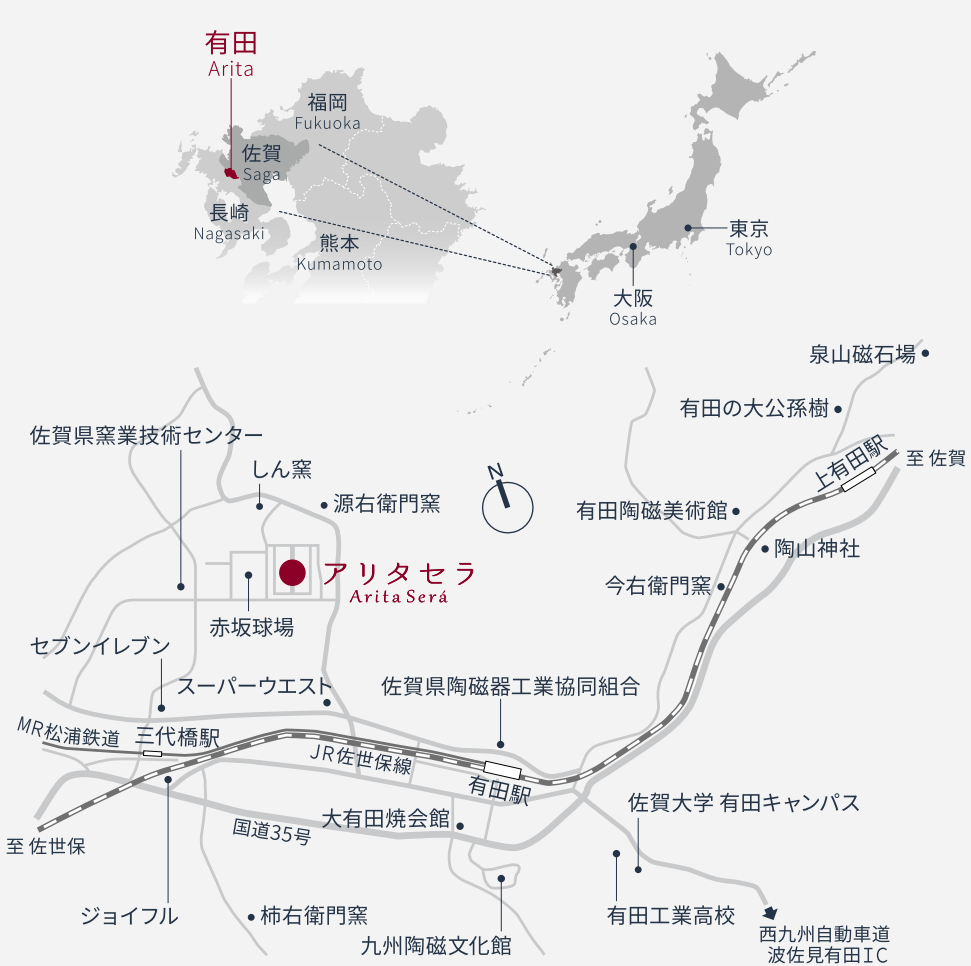 有田
Arita
福岡
Fukuoka
佐賀
Saga
長崎
Nagasaki
熊本
Kumamoto
東京
Tokyo
大阪
Osaka
泉山磁石場
有田の大公孫樹
佐賀県窯業技術センター
上有田駅
至 佐賀
しん窯
N
源右衛門窯
有田陶磁美術館
陶山神社
アリタセラ
Arita Será
今右衛門窯
赤坂球場
セブンイレブン
スーパーウエスト
佐賀県陶磁器工業協同組合
MR松浦鉄道
三代橋駅
JR佐世保線
有田駅
佐賀大学 有田キャンパス
大有田焼会館
国道35号
至 佐世保
ジョイフル
柿右衛門窯
有田工業高校
九州陶磁文化館
西九州自動車道
波佐見有田IC